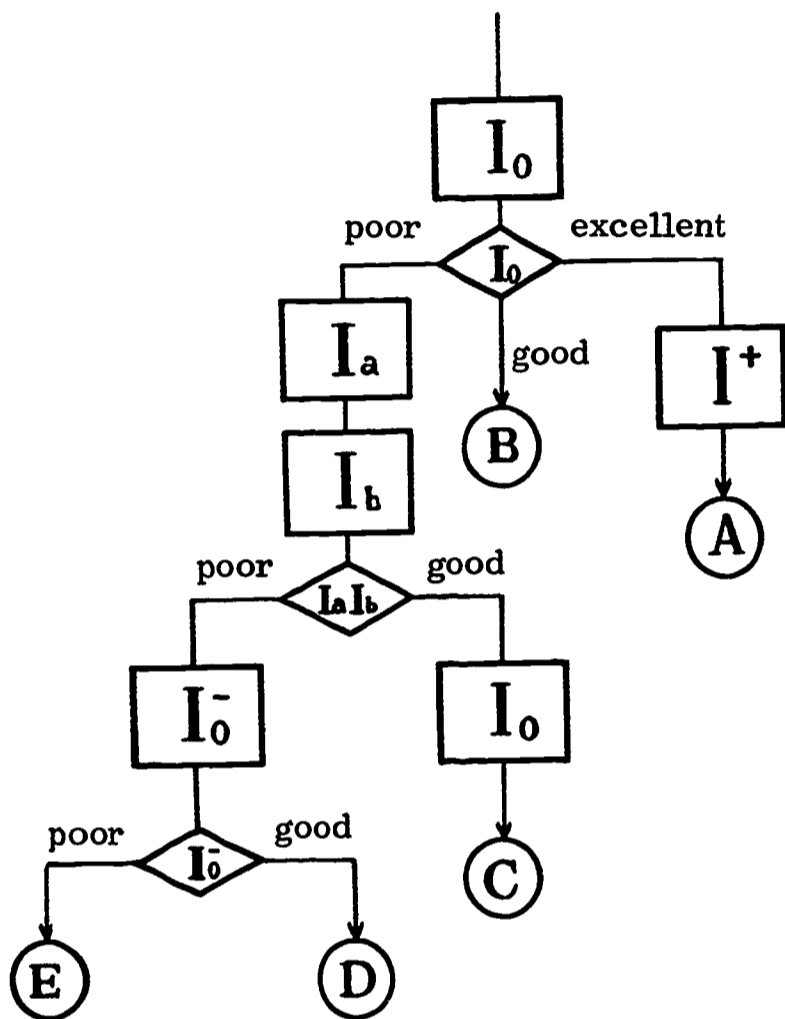 I₀
poor
excellent
I₀
Ia
good
I⁺
B
Ib
A
poor
good
IaIb
I₀⁻
I₀
poor
good
I₀⁻
C
E
D